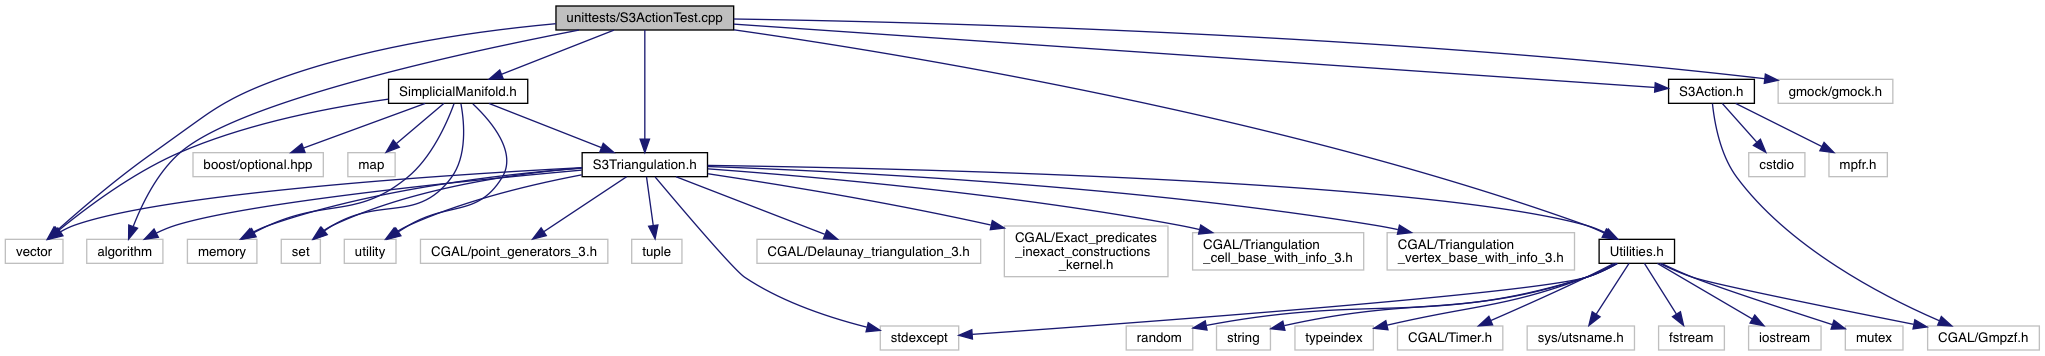 unittests/S3ActionTest.cpp
SimplicialManifold.h
S3Action.h
gmock/gmock.h
boost/optional.hpp
map
S3Triangulation.h
cstdio
mpfr.h
vector
algorithm
memory
set
utility
CGAL/point_generators_3.h
tuple
CGAL/Delaunay_triangulation_3.h
CGAL/Exact_predicates
_inexact_constructions
_kernel.h
CGAL/Triangulation
_cell_base_with_info_3.h
CGAL/Triangulation
_vertex_base_with_info_3.h
Utilities.h
stdexcept
random
string
typeindex
CGAL/Timer.h
sys/utsname.h
fstream
iostream
mutex
CGAL/Gmpzf.h